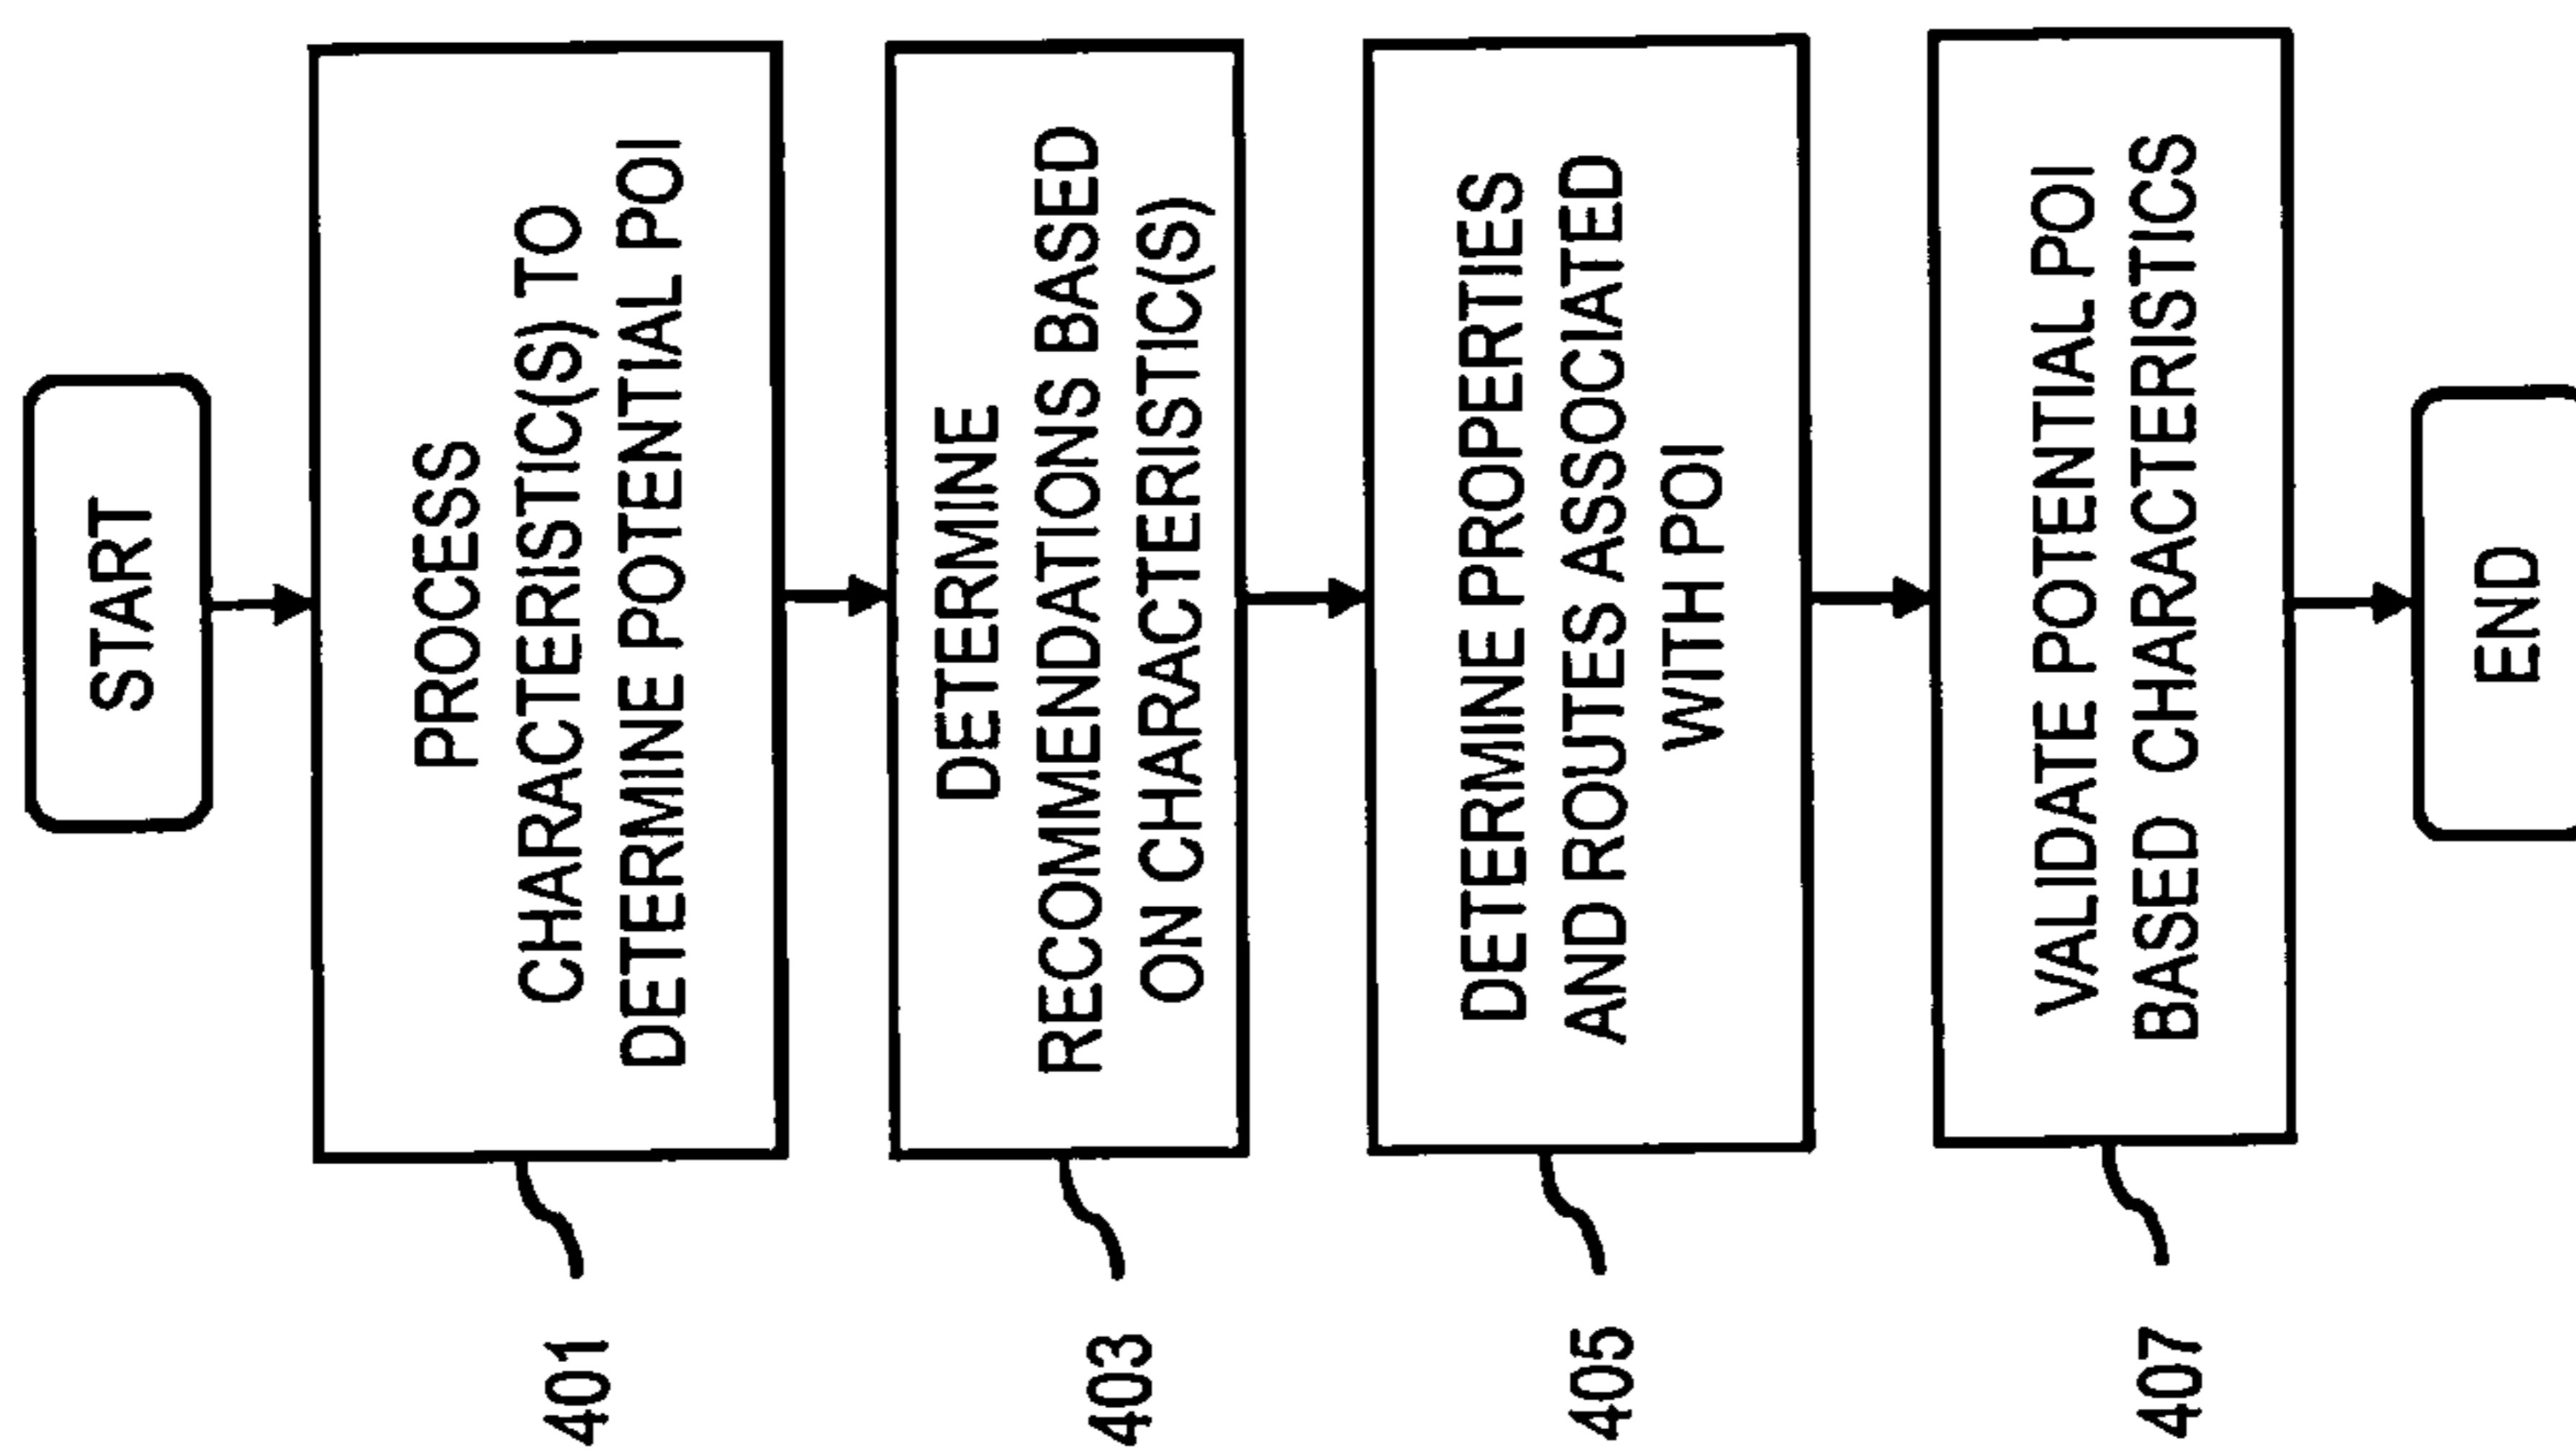 START
PROCESS
CHARACTERISTIC(S) TO
DETERMINE POTENTIAL POI
401
DETERMINE
RECOMMENDATIONS BASED
ON CHARACTERISTIC(S)
403
DETERMINE PROPERTIES
AND ROUTES ASSOCIATED
WITH POI
405
VALIDATE POTENTIAL POI
BASED CHARACTERISTICS
407
END